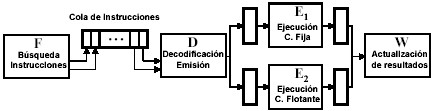 Cola de Instrucciones
F
Búsqueda
Instrucciones
...
D
Decodificación
Emisión
E1
Ejecución
C. Fija
E2
Ejecución
C. Flotante
W
Actualización
de resultados